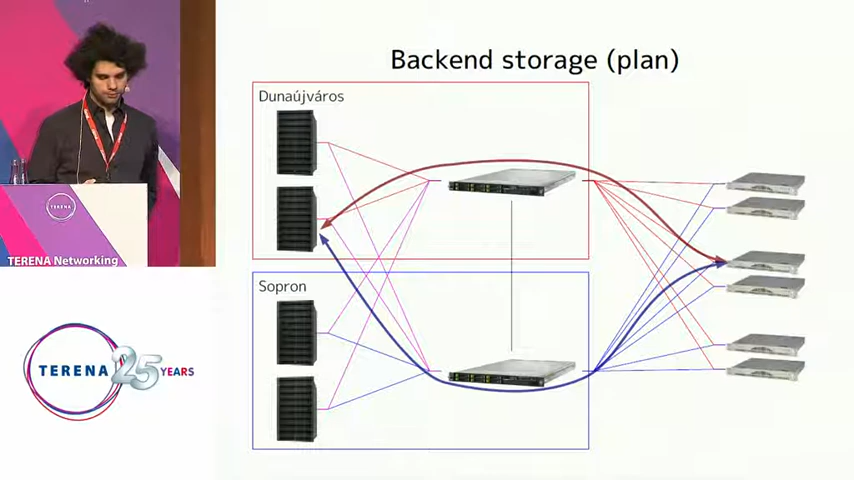 Backend storage (plan)
Dunaújváros
Sopron
TERENA
TERENA Networking
TERENA 25 YEARS